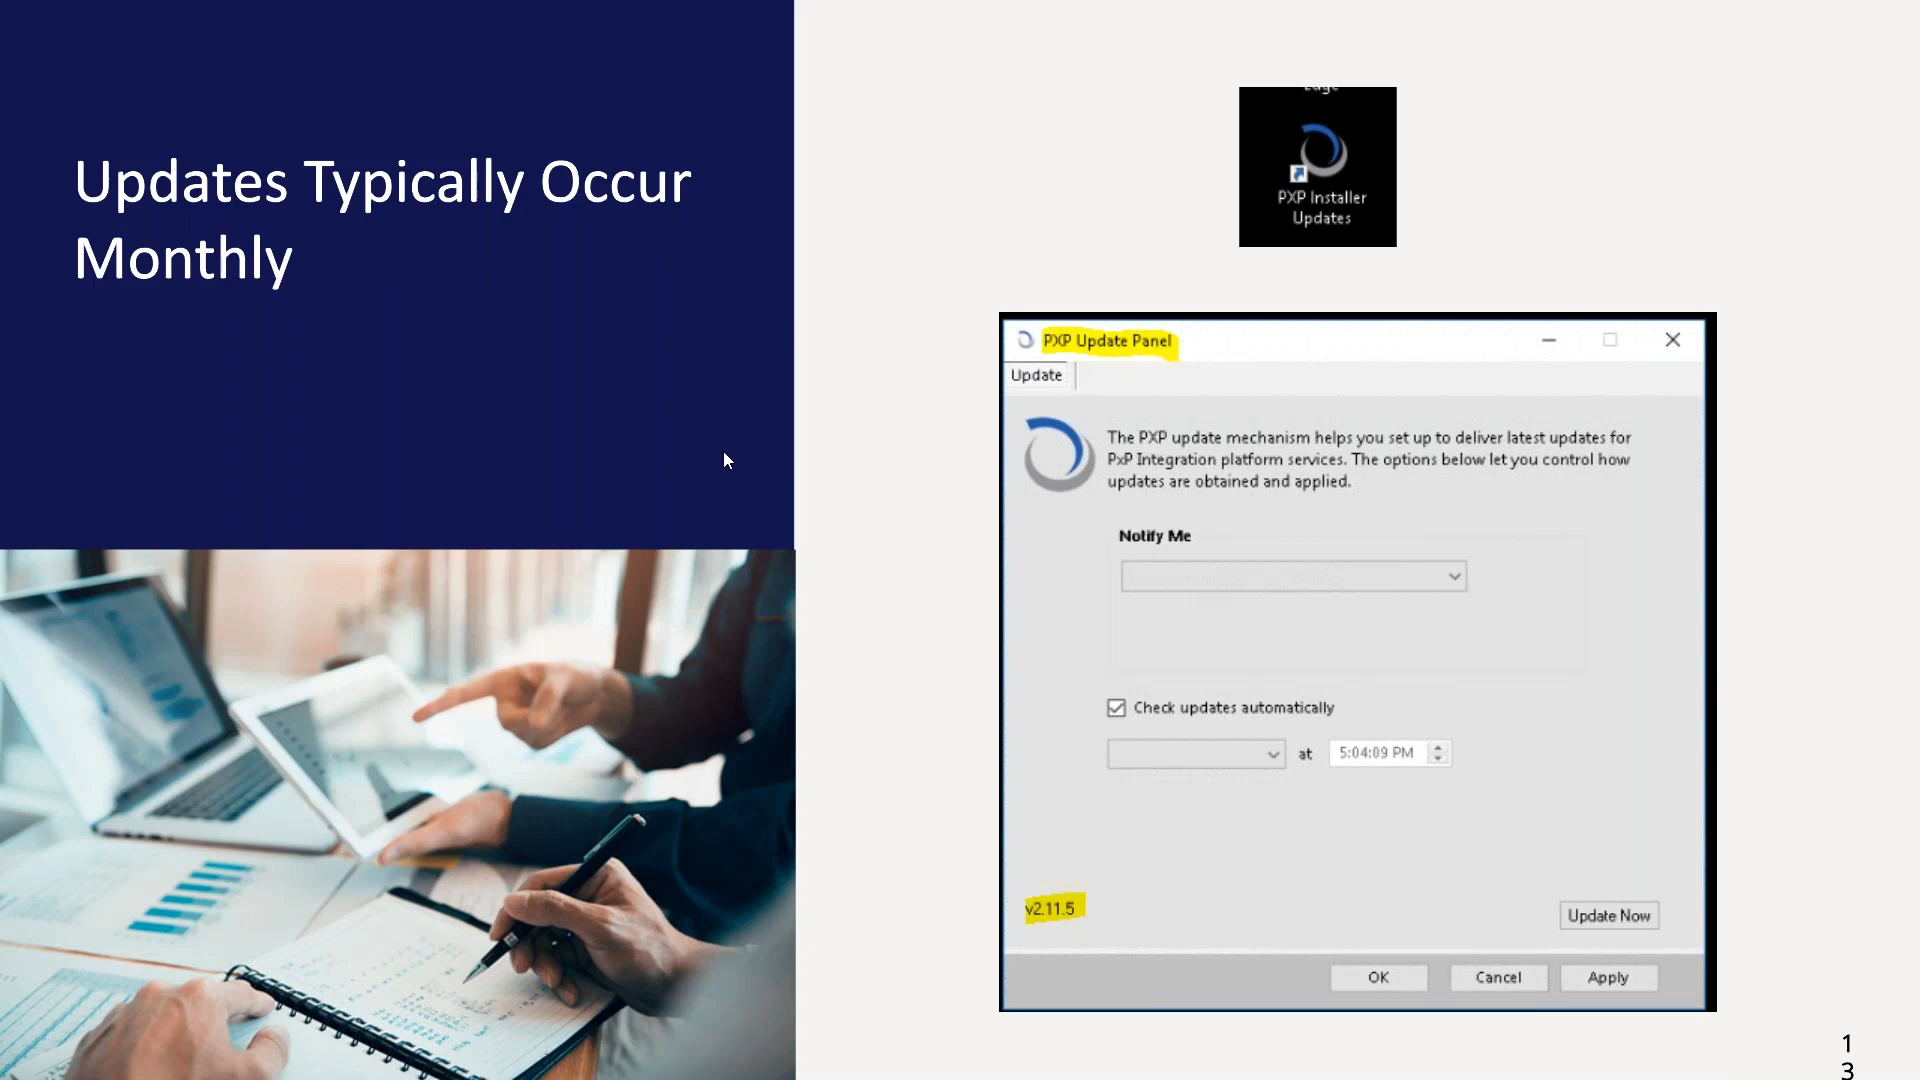 Updates Typically Occur
Monthly
PXP Installer
Updates
PXP Update Panel
Update
The PXP update mechanism helps you set up to deliver latest updates for
PxP Integration platform services. The options below let you control how
updates are obtained and applied.
Notify Me
Check updates automatically
at 5:04:09 PM
v2.11.5
Update Now
OK Cancel Apply
1
3